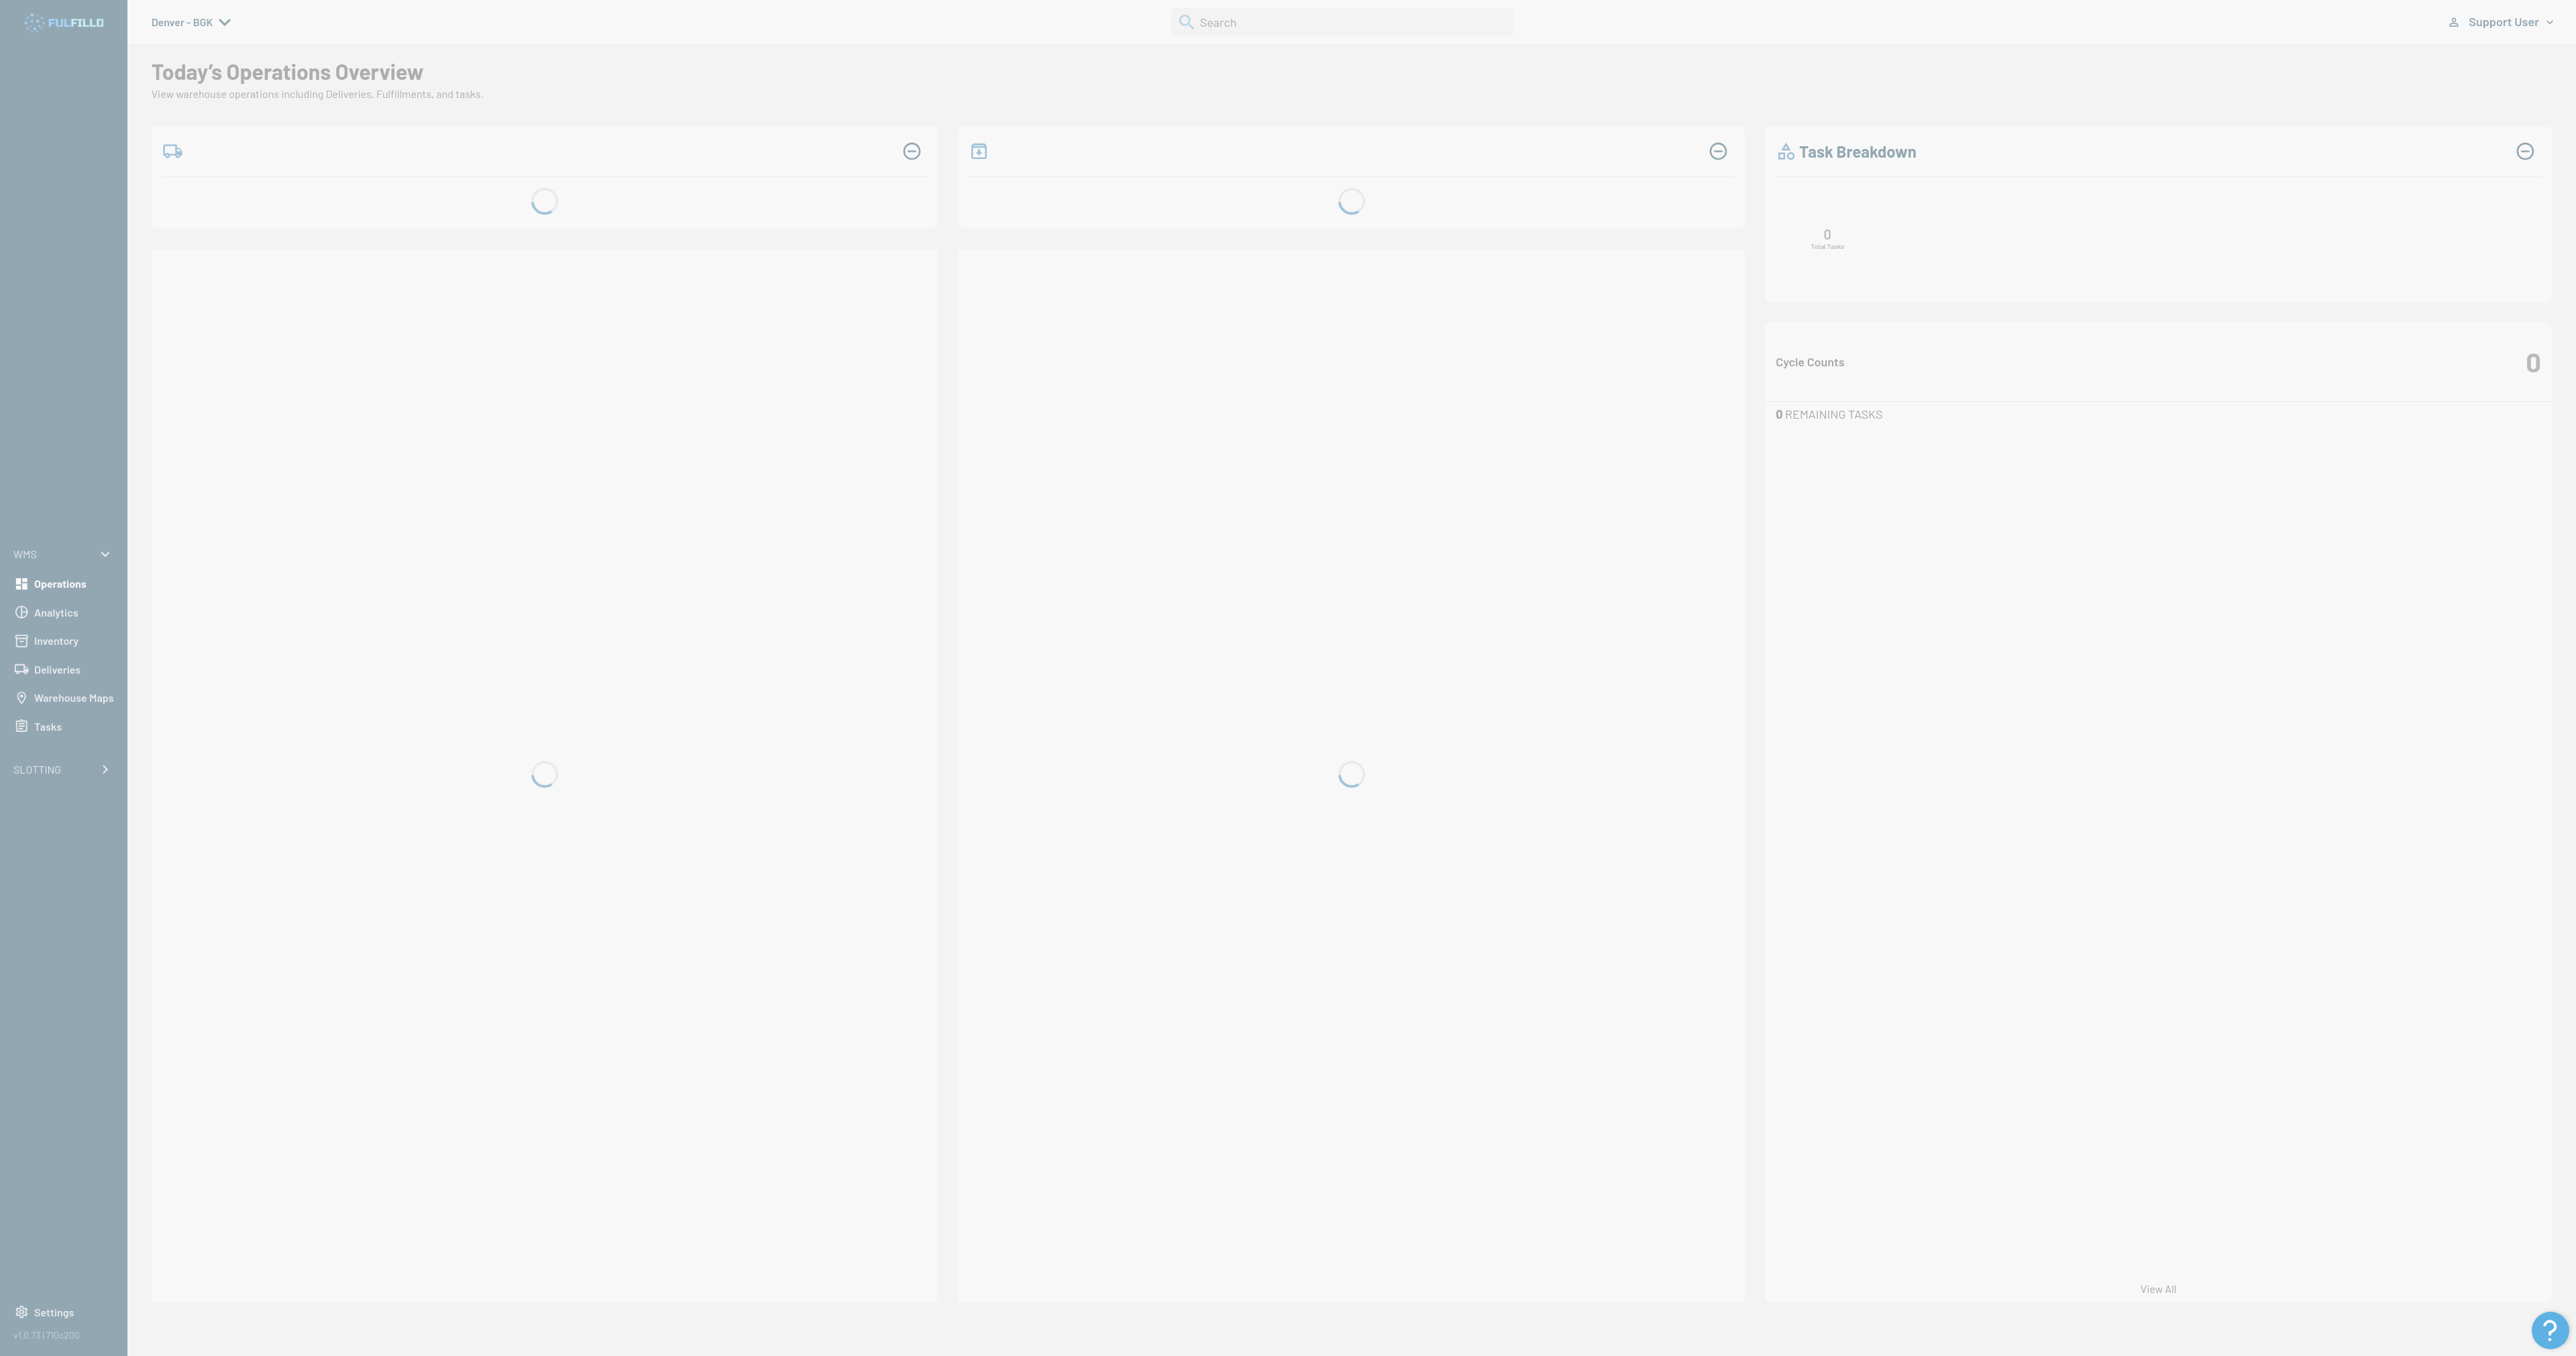 FULFILLD
Denver - BGK
Search
Support User
Today’s Operations Overview
View warehouse operations including Deliveries, Fulfillments, and tasks.
Task Breakdown
0
Total Tasks
Cycle Counts
0
0 REMAINING TASKS
View All
WMS
Operations
Analytics
Inventory
Deliveries
Warehouse Maps
Tasks
SLOTTING
Settings
v1.0.73 | 710c200